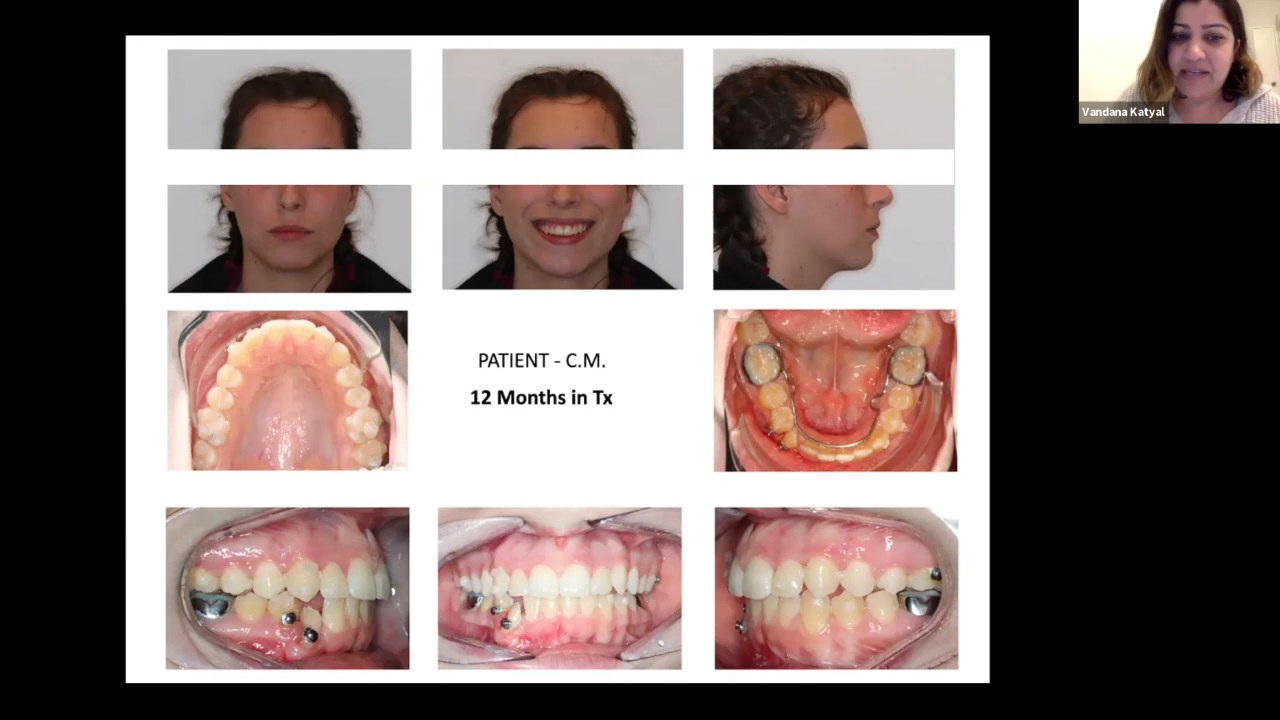 Vandana Katyal
PATIENT - C.M.
12 Months in Tx